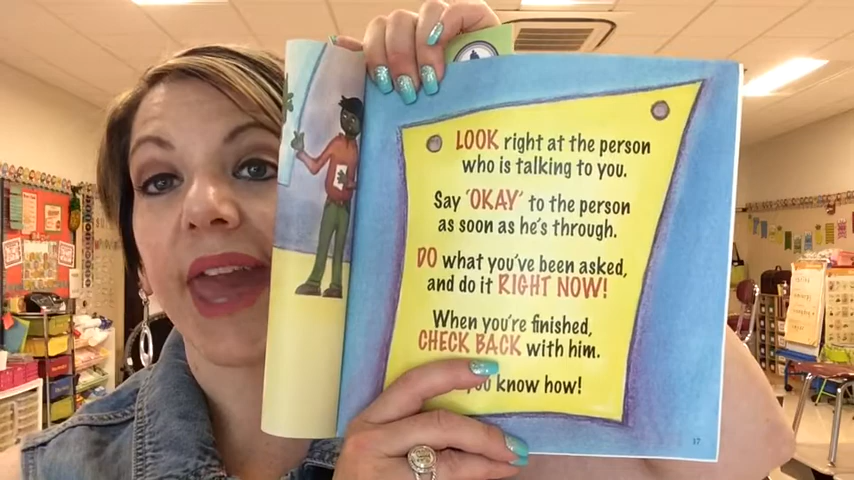 LOOK right at the person
who is talking to you.
Say 'OKAY' to the person
as soon as he's through.
DO what you've been asked,
and do it RIGHT NOW!
When you're finished,
CHECK BACK with him.
you know how!
17